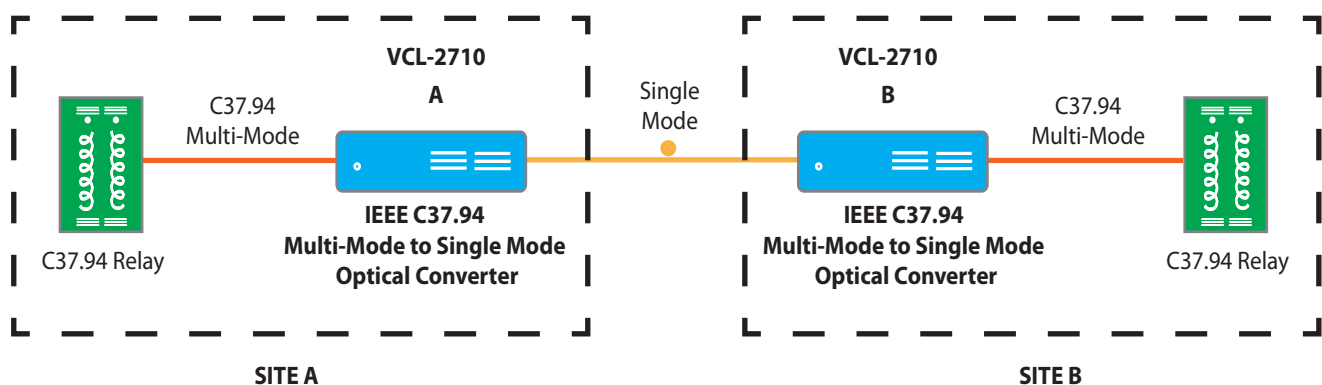 VCL-2710
A
C37.94
Multi-Mode
C37.94 Relay
IEEE C37.94
Multi-Mode to Single Mode
Optical Converter
SITE A
Single
Mode
VCL-2710
B
C37.94
Multi-Mode
IEEE C37.94
Multi-Mode to Single Mode
Optical Converter
C37.94 Relay
SITE B